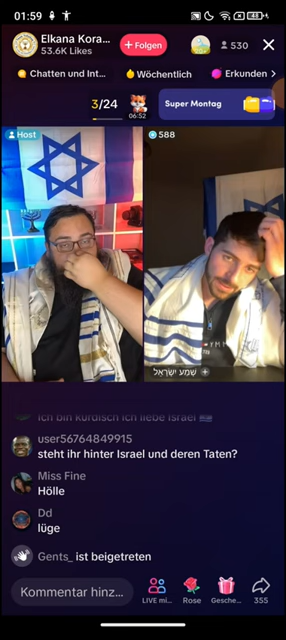 01:59
48
Elkana Kora...
53.6K Likes
+ Folgen
530
Chatten und Int...
Wöchentlich
Erkunden
3/24
06:52
Super Montag
Host
588
שְׁמַע יִשְׂרָאֵל
Ich bin kurdisch ich liebe Israel
user56764849915
steht ihr hinter Israel und deren Taten?
Miss Fine
Hölle
Dd
lüge
Gents_ ist beigetreten
Kommentar hinz...
LIVE mi...
Rose
Gesche...
355